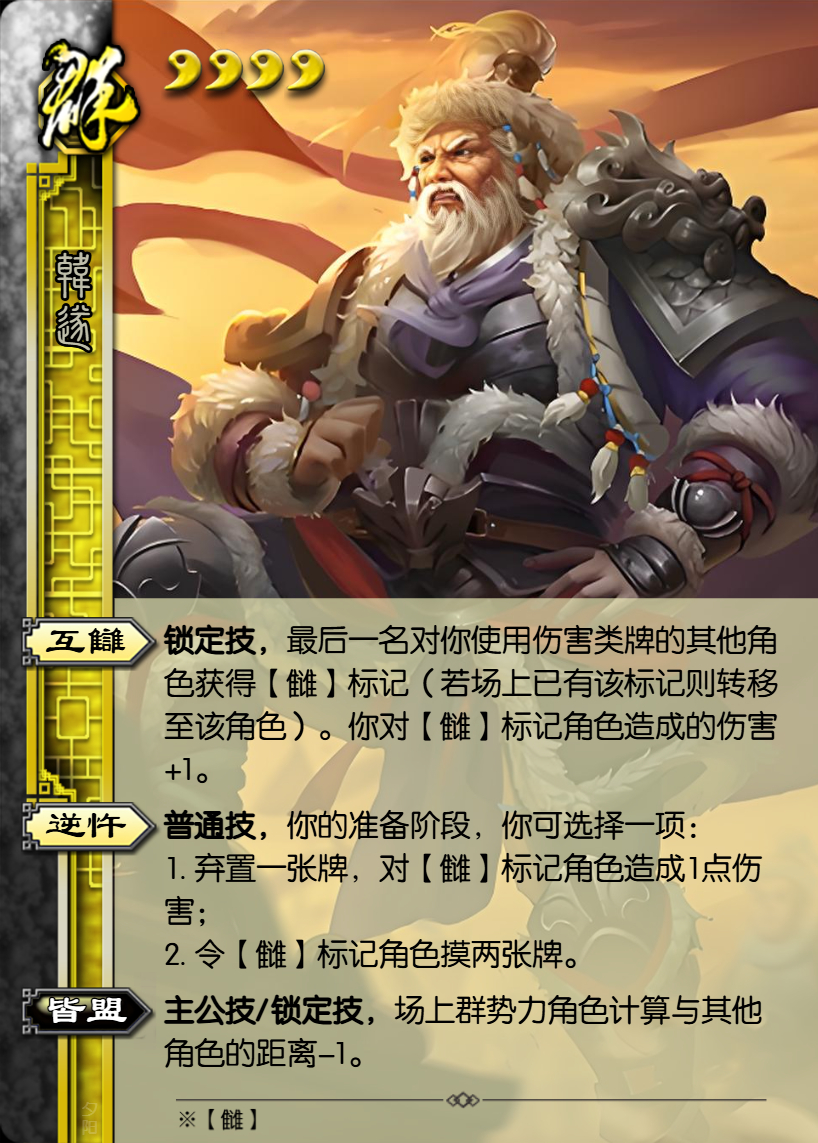 群
韓遂
互雠
锁定技，最后一名对你使用伤害类牌的其他角
色获得【雠】标记（若场上已有该标记则转移
至该角色）。你对【雠】标记角色造成的伤害
+1。
逆忤
普通技，你的准备阶段，你可选择一项：
1. 弃置一张牌，对【雠】标记角色造成1点伤
害；
2. 令【雠】标记角色摸两张牌。
皆盟
主公技/锁定技，场上群势力角色计算与其他
角色的距离–1。
※【雠】